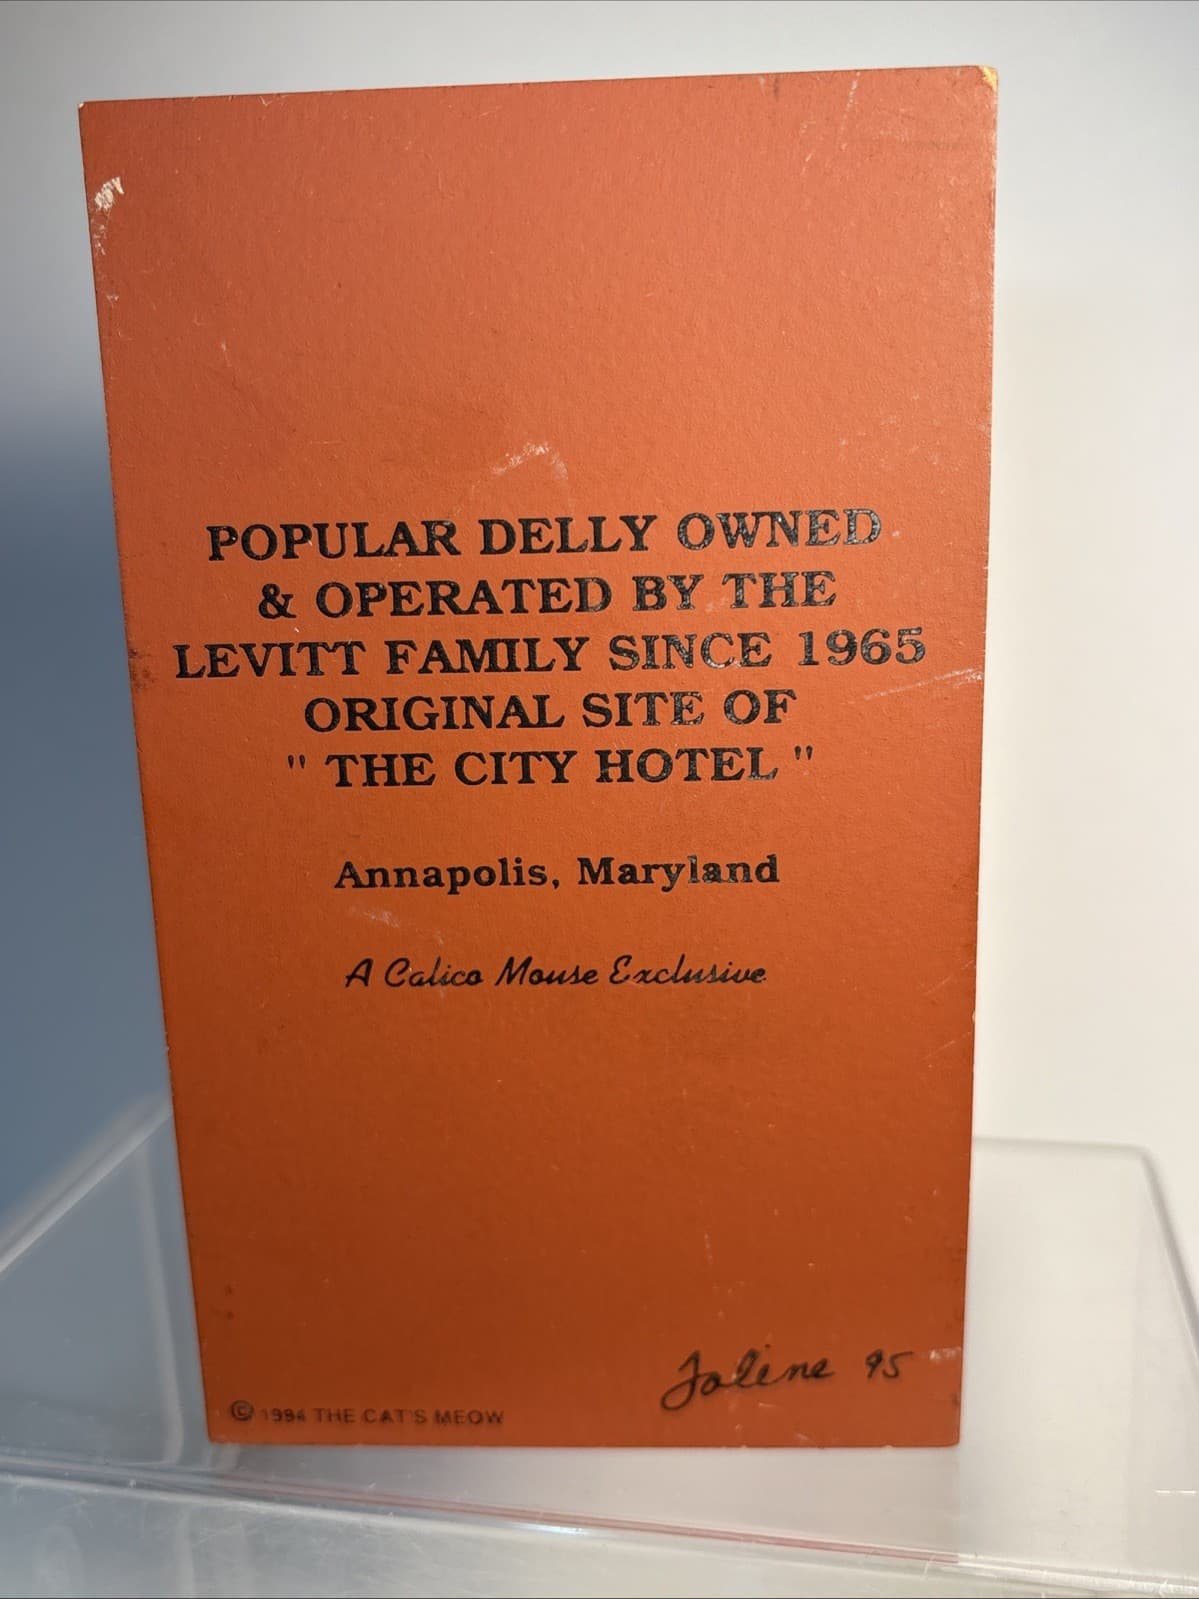 POPULAR DELLY OWNED
& OPERATED BY THE
LEVITT FAMILY SINCE 1965
ORIGINAL SITE OF
" THE CITY HOTEL "
Annapolis, Maryland
A Calico Mouse Exclusive
Faline 95
© 1994 THE CAT'S MEOW